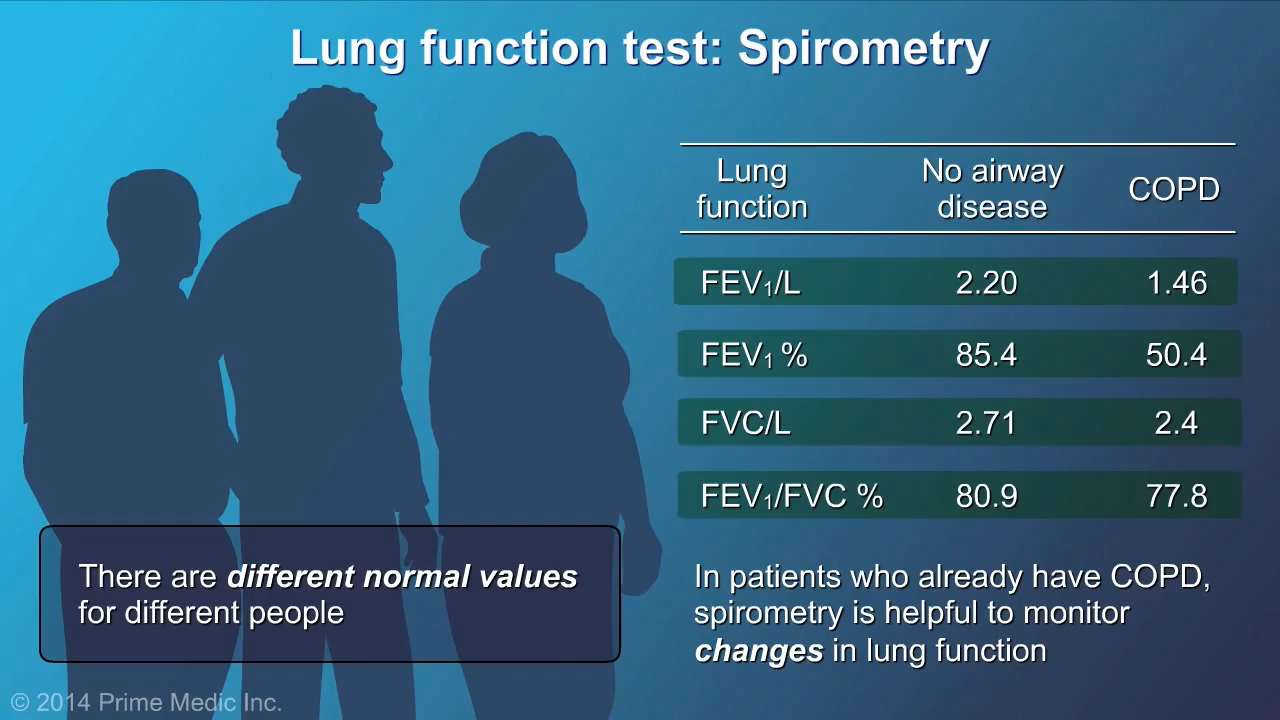 Lung function test: Spirometry
Lung function No airway disease COPD
FEV₁/L 2.20 1.46
FEV₁ % 85.4 50.4
FVC/L 2.71 2.4
FEV₁/FVC % 80.9 77.8
There are different normal values
for different people
In patients who already have COPD,
spirometry is helpful to monitor
changes in lung function
© 2014 Prime Medic Inc.